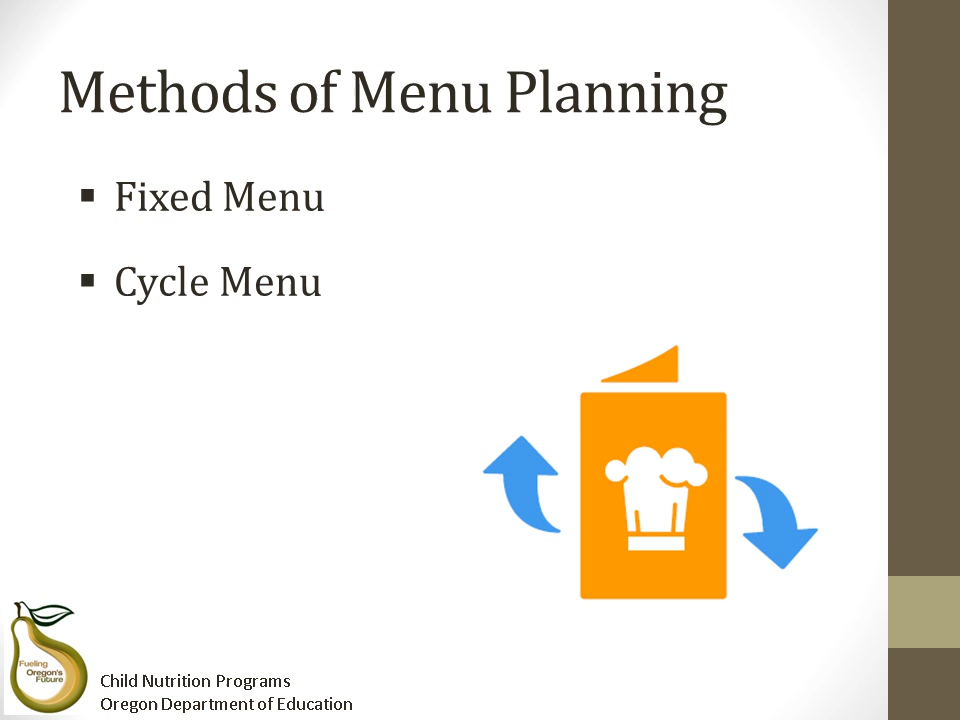 Methods of Menu Planning
▪ Fixed Menu
▪ Cycle Menu
Fueling
Oregon's
Future
Child Nutrition Programs
Oregon Department of Education